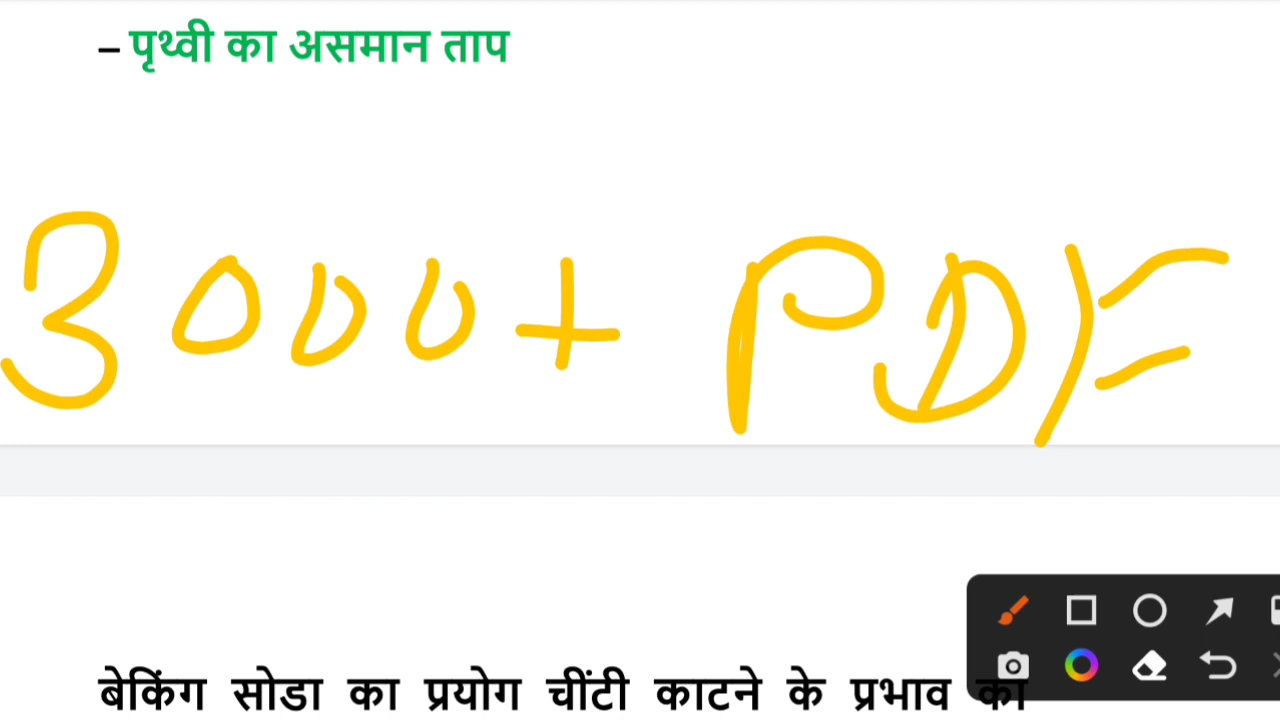 – पृथ्वी का असमान ताप
3000+ PDF
बेकिंग सोडा का प्रयोग चींटी काटने के प्रभाव का